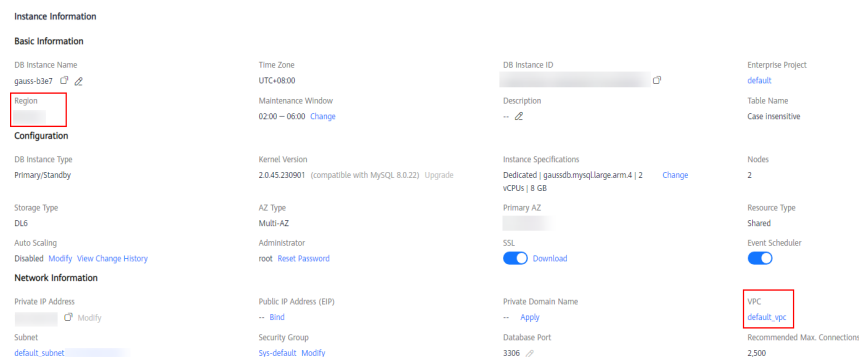 Instance Information
Basic Information
DB Instance Name
Time Zone
DB Instance ID
Enterprise Project
gauss-b3e7
UTC+08:00
default
Region
Maintenance Window
Description
Table Name
02:00 — 06:00 Change
--
Case insensitive
Configuration
DB Instance Type
Kernel Version
Instance Specifications
Nodes
Primary/Standby
2.0.45.230901 (compatible with MySQL 8.0.22) Upgrade
Dedicated | gaussdb.mysql.large.arm.4 | 2 Change
vCPUs | 8 GB
2
Storage Type
AZ Type
Primary AZ
Resource Type
DL6
Multi-AZ
Shared
Auto Scaling
Administrator
SSL
Event Scheduler
Disabled Modify View Change History
root Reset Password
Download
Network Information
Private IP Address
Public IP Address (EIP)
Private Domain Name
VPC
Modify
-- Bind
-- Apply
default_vpc
Subnet
Security Group
Database Port
Recommended Max. Connections
default_subnet
Sys-default Modify
3306
2,500